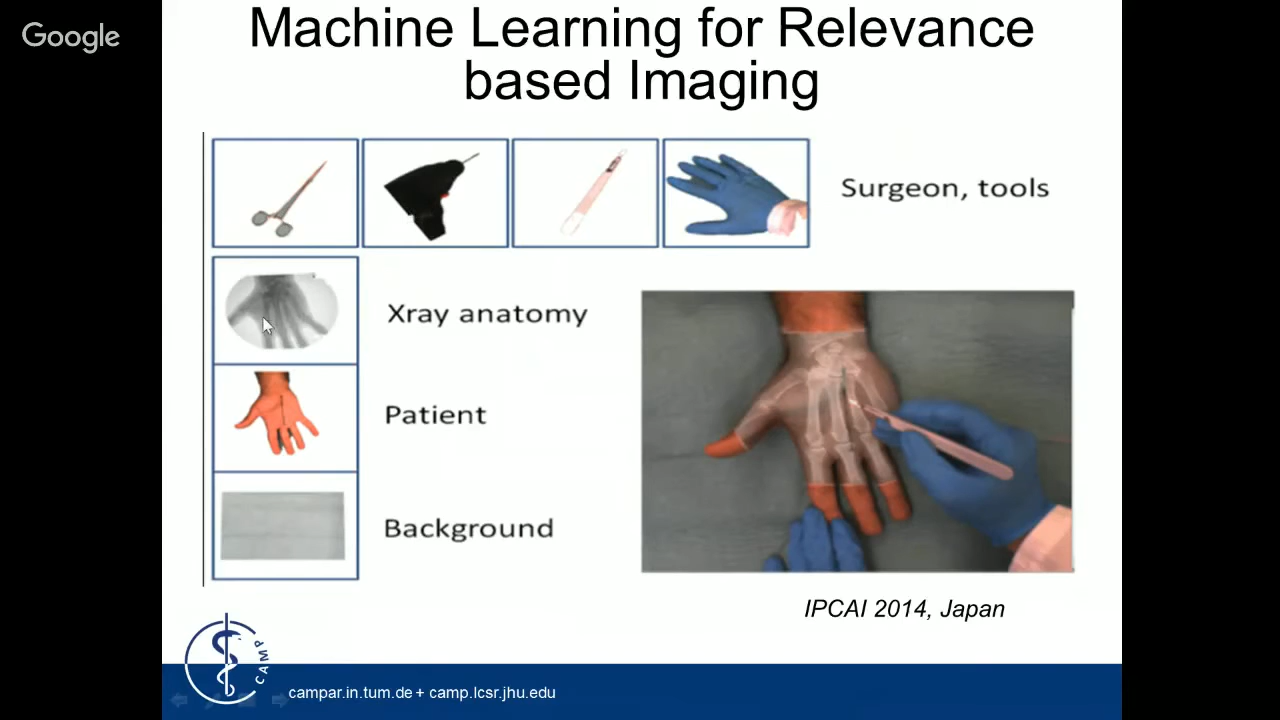 Google
Machine Learning for Relevance
based Imaging
Surgeon, tools
Xray anatomy
Patient
Background
IPCAI 2014, Japan
CAMP
campar.in.tum.de + camp.lcsr.jhu.edu